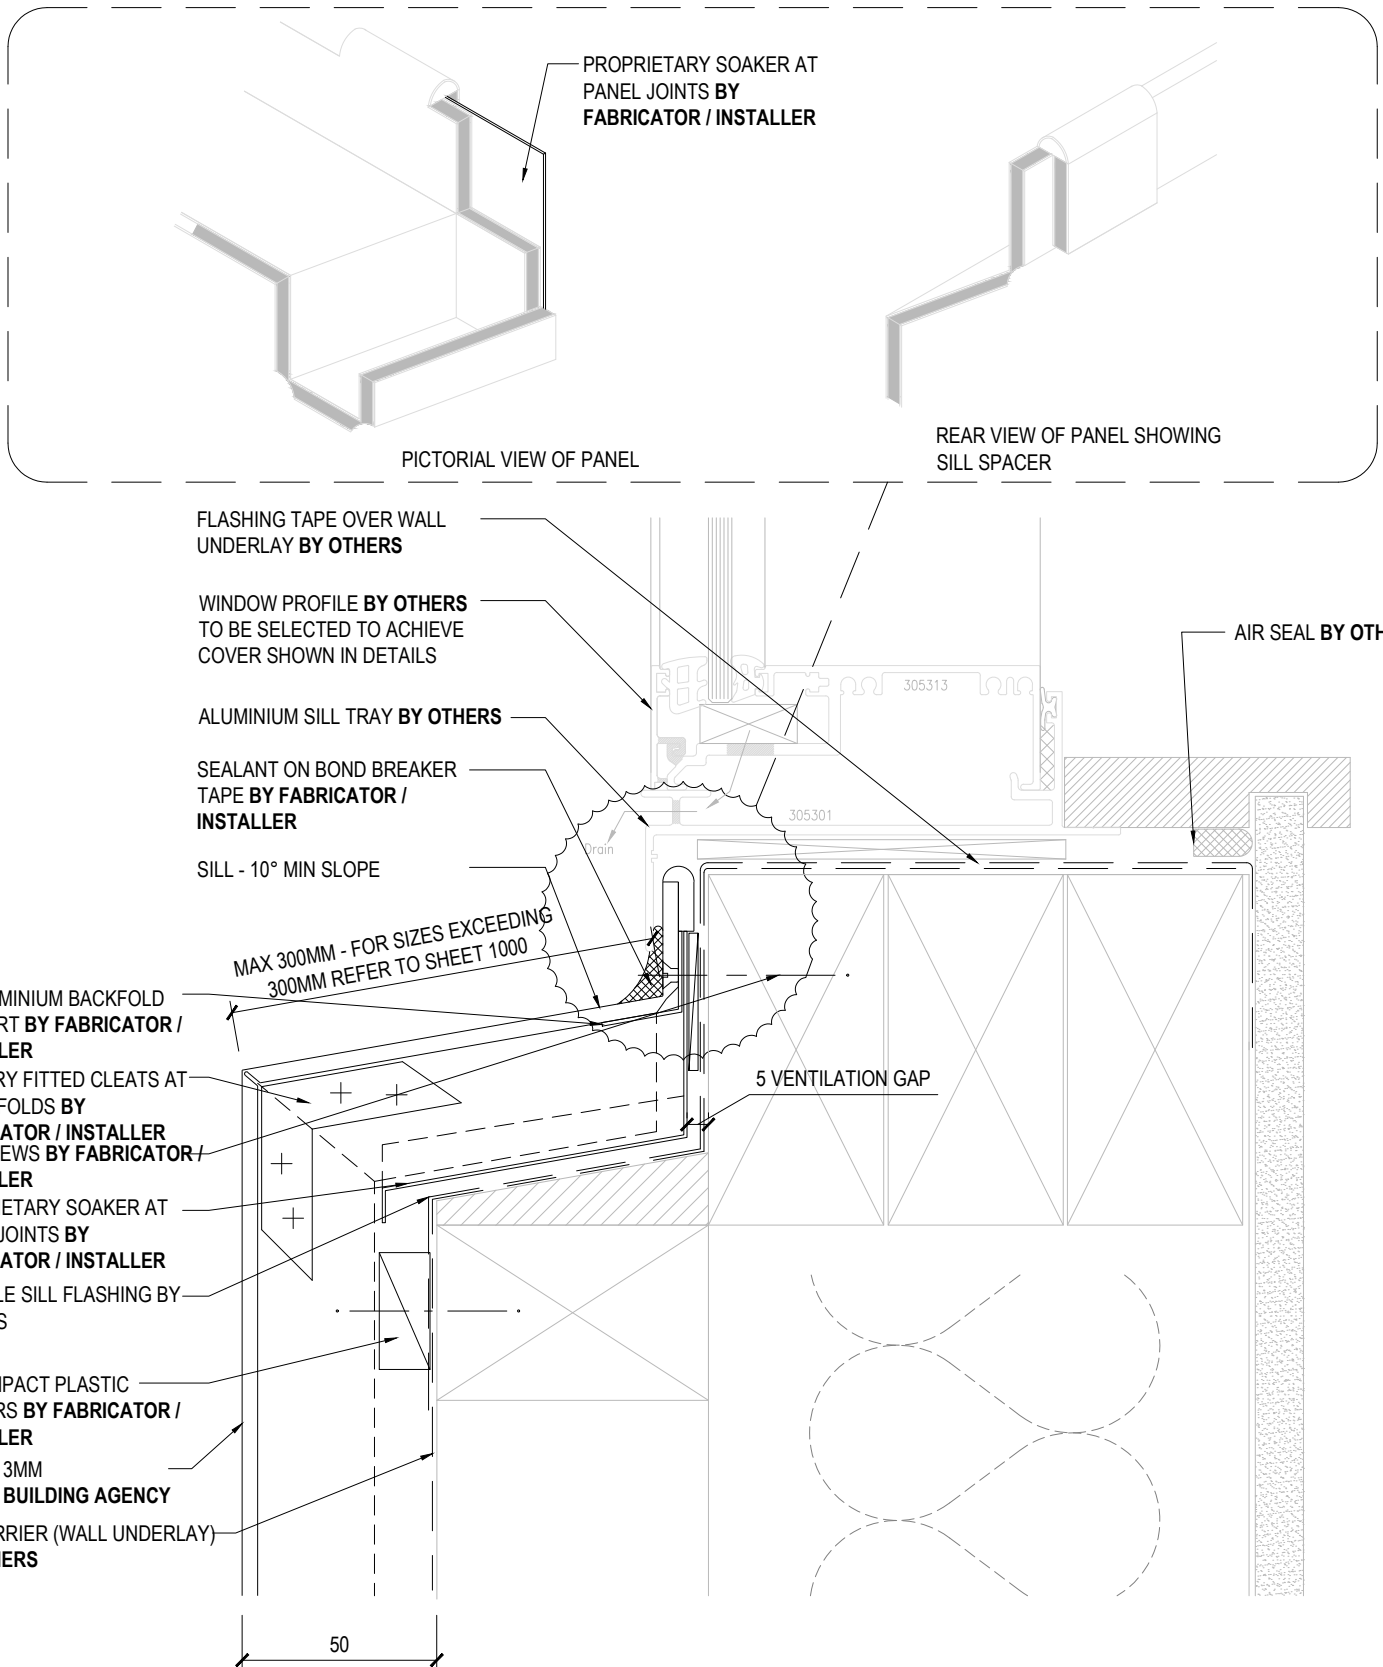 PROPRIETARY SOAKER AT
PANEL JOINTS BY
FABRICATOR / INSTALLER
PICTORIAL VIEW OF PANEL
REAR VIEW OF PANEL SHOWING
SILL SPACER
FLASHING TAPE OVER WALL
UNDERLAY BY OTHERS
WINDOW PROFILE BY OTHERS
TO BE SELECTED TO ACHIEVE
COVER SHOWN IN DETAILS
AIR SEAL BY OTH
305313
ALUMINIUM SILL TRAY BY OTHERS
SEALANT ON BOND BREAKER
TAPE BY FABRICATOR /
INSTALLER
305301
Drain
SILL - 10° MIN SLOPE
MAX 300MM - FOR SIZES EXCEEDING
300MM REFER TO SHEET 1000
MINIUM BACKFOLD
RT BY FABRICATOR /
LER
RY FITTED CLEATS AT
FOLDS BY
ATOR / INSTALLER
5 VENTILATION GAP
EWS BY FABRICATOR /
LER
ETARY SOAKER AT
JOINTS BY
ATOR / INSTALLER
LE SILL FLASHING BY
S
MPACT PLASTIC
RS BY FABRICATOR /
LER
3MM
BUILDING AGENCY
RRIER (WALL UNDERLAY)
HERS
50